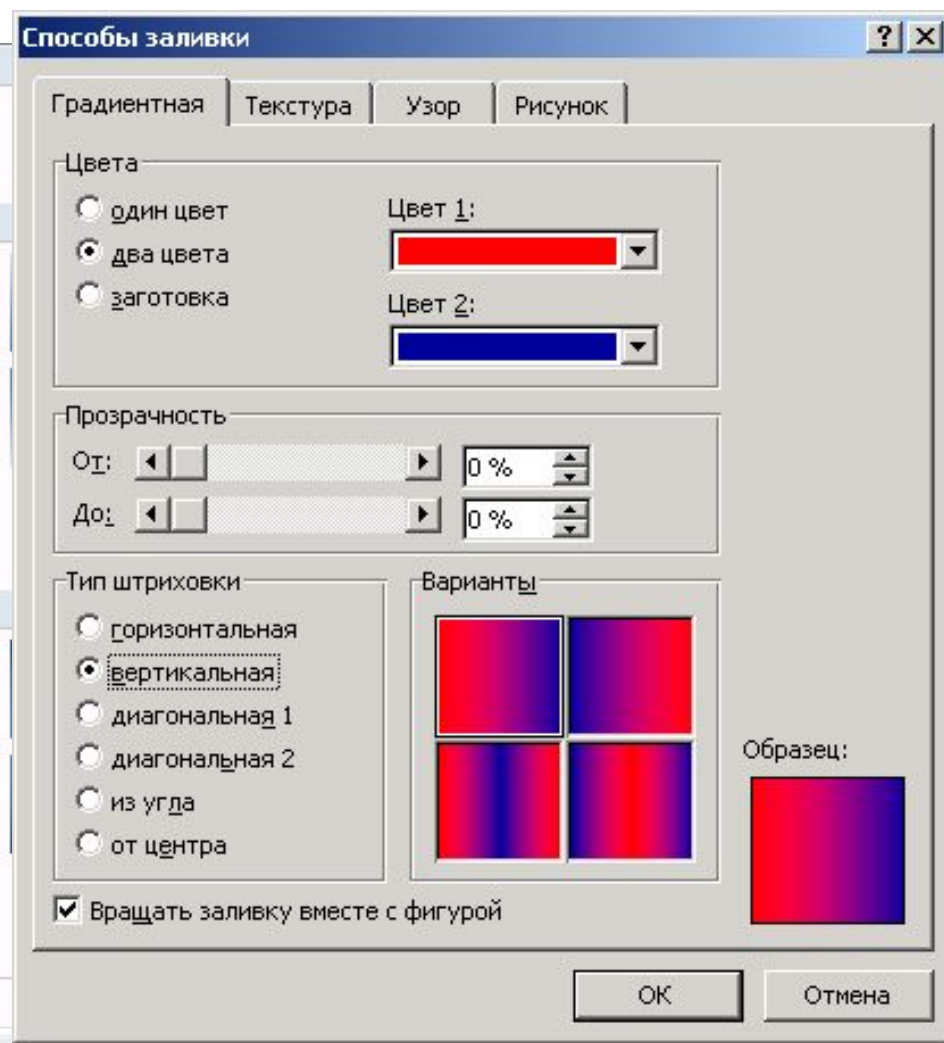 Способы заливки
Градиентная Текстура Узор Рисунок
Цвета
один цвет
два цвета
заготовка
Цвет 1:
Цвет 2:
Прозрачность
От: 0 %
До: 0 %
Тип штриховки
горизонтальная
вертикальная
диагональная 1
диагональная 2
из угла
от центра
Варианты
Образец:
Вращать заливку вместе с фигурой
ОК Отмена